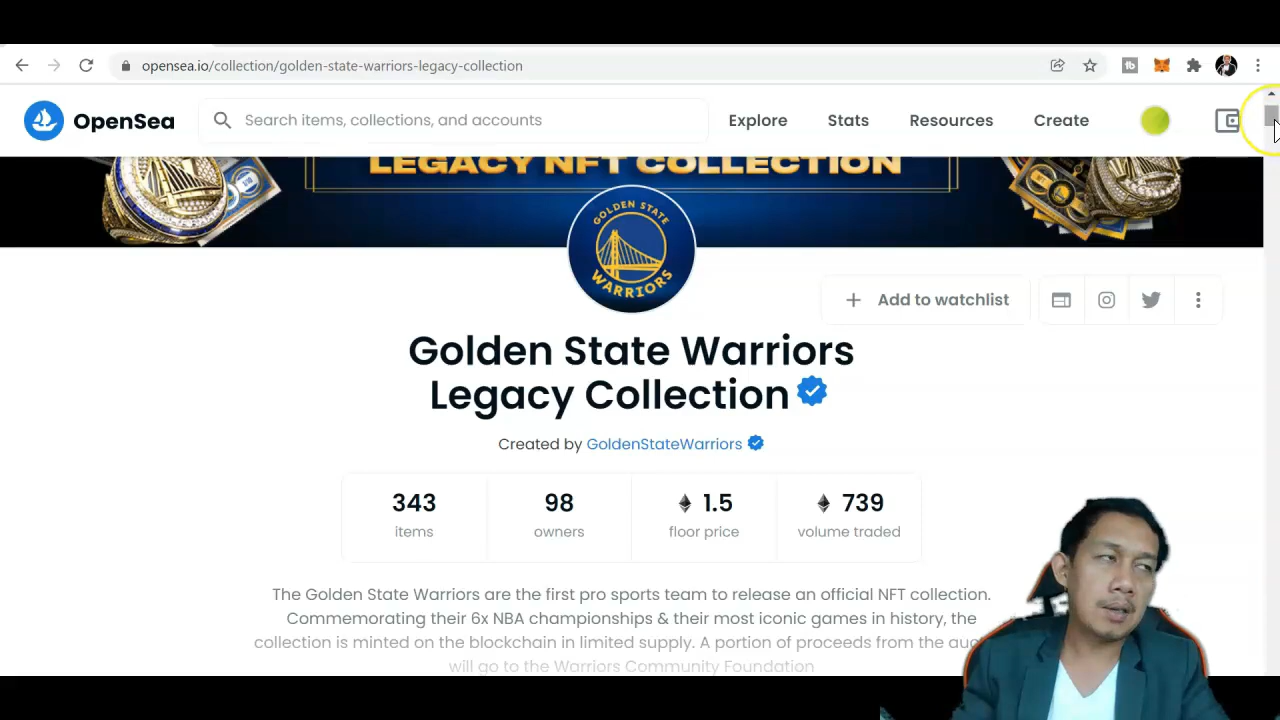 opensea.io/collection/golden-state-warriors-legacy-collection
OpenSea
Search items, collections, and accounts
Explore
Stats
Resources
Create
LEGACY NFT COLLECTION
GOLDEN STATE
WARRIORS
Add to watchlist
Golden State Warriors
Legacy Collection
Created by GoldenStateWarriors
343
98
1.5
739
items
owners
floor price
volume traded
The Golden State Warriors are the first pro sports team to release an official NFT collection.
Commemorating their 6x NBA championships & their most iconic games in history, the
collection is minted on the blockchain in limited supply. A portion of proceeds from the
will go to the Warriors Community Foundation